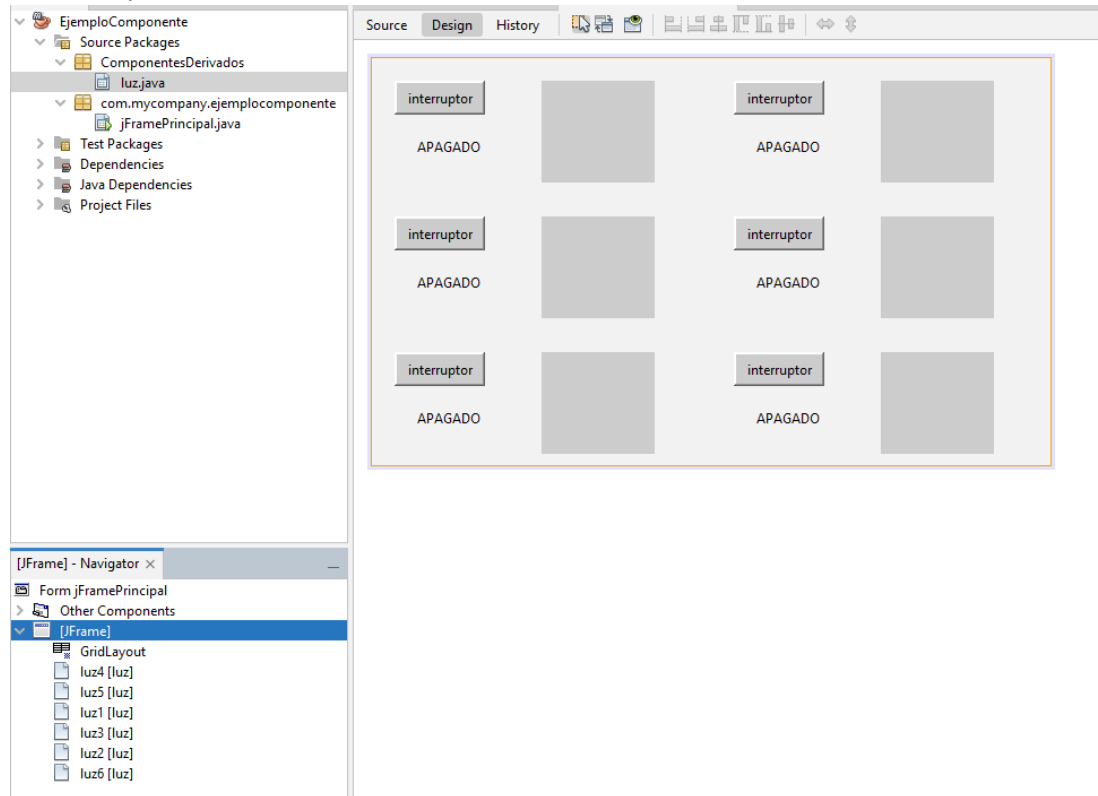 EjemploComponente
Source Packages
ComponentesDerivados
luz.java
com.mycompany.ejemplocomponente
jFramePrincipal.java
Test Packages
Dependencies
Java Dependencies
Project Files
[JFrame] - Navigator ×
Form jFramePrincipal
Other Components
[JFrame]
GridLayout
luz4 [luz]
luz5 [luz]
luz1 [luz]
luz3 [luz]
luz2 [luz]
luz6 [luz]
Source Design History
interruptor interruptor
APAGADO APAGADO
interruptor interruptor
APAGADO APAGADO
interruptor interruptor
APAGADO APAGADO